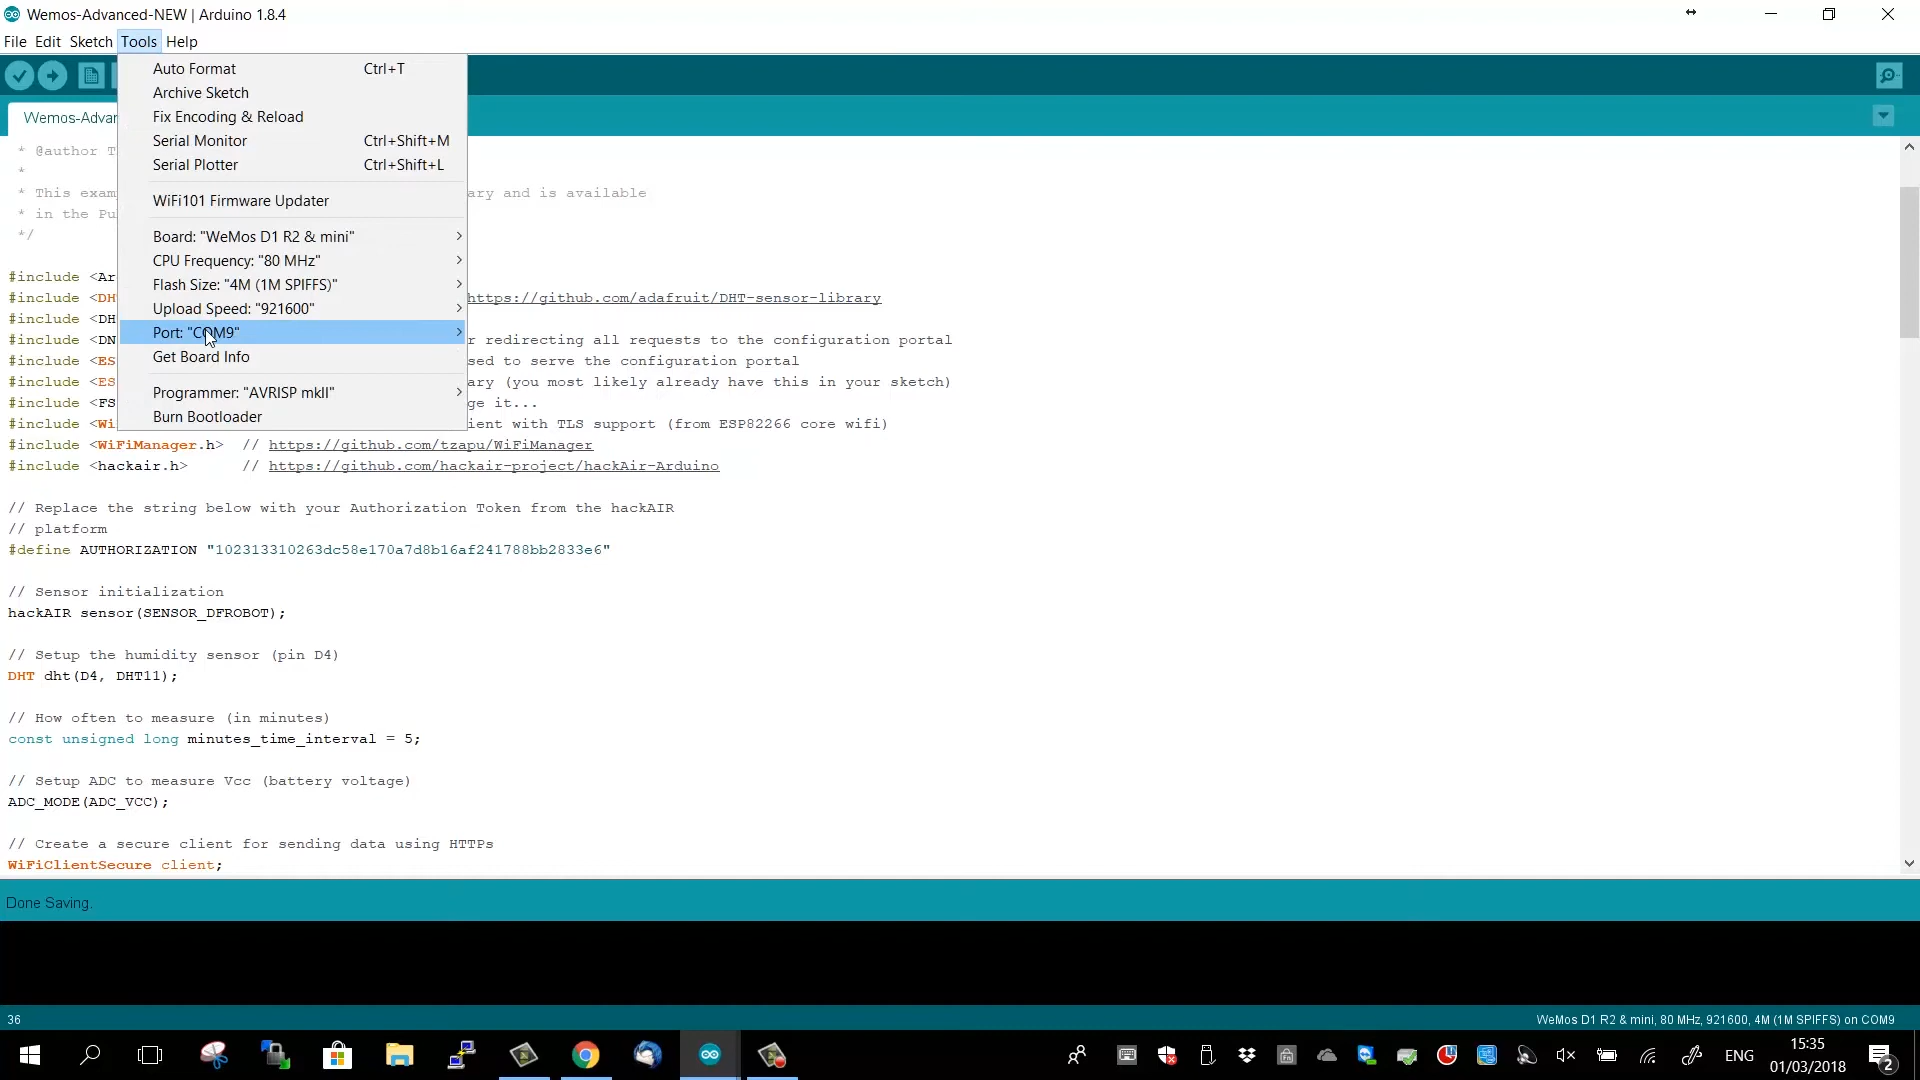 Wemos-Advanced-NEW | Arduino 1.8.4
File Edit Sketch Tools Help
Auto Format Ctrl+T
Archive Sketch
Fix Encoding & Reload
Serial Monitor Ctrl+Shift+M
Serial Plotter Ctrl+Shift+L
WiFi101 Firmware Updater
Board: "WeMos D1 R2 & mini"
CPU Frequency: "80 MHz"
Flash Size: "4M (1M SPIFFS)"
Upload Speed: "921600"
Port: "COM9"
Get Board Info
Programmer: "AVRISP mkII"
Burn Bootloader
Wemos-Advan
* @author T
*
* This exam ary and is available
* in the Pu
*/
#include <Ar
#include <DH https://github.com/adafruit/DHT-sensor-library
#include <DH
#include <DN r redirecting all requests to the configuration portal
#include <ES sed to serve the configuration portal
#include <ES ary (you most likely already have this in your sketch)
#include <FS ge it...
#include <Wi ient with TLS support (from ESP82266 core wifi)
#include <WiFiManager.h> // https://github.com/tzapu/WiFiManager
#include <hackair.h> // https://github.com/hackair-project/hackAir-Arduino
// Replace the string below with your Authorization Token from the hackAIR
// platform
#define AUTHORIZATION "102313310263dc58e170a7d8b16af241788bb2833e6"
// Sensor initialization
hackAIR sensor(SENSOR_DFROBOT);
// Setup the humidity sensor (pin D4)
DHT dht(D4, DHT11);
// How often to measure (in minutes)
const unsigned long minutes_time_interval = 5;
// Setup ADC to measure Vcc (battery voltage)
ADC_MODE(ADC_VCC);
// Create a secure client for sending data using HTTPs
WiFiClientSecure client;
Done Saving.
36
WeMos D1 R2 & mini, 80 MHz, 921600, 4M (1M SPIFFS) on COM9
ENG
15:35
01/03/2018
2